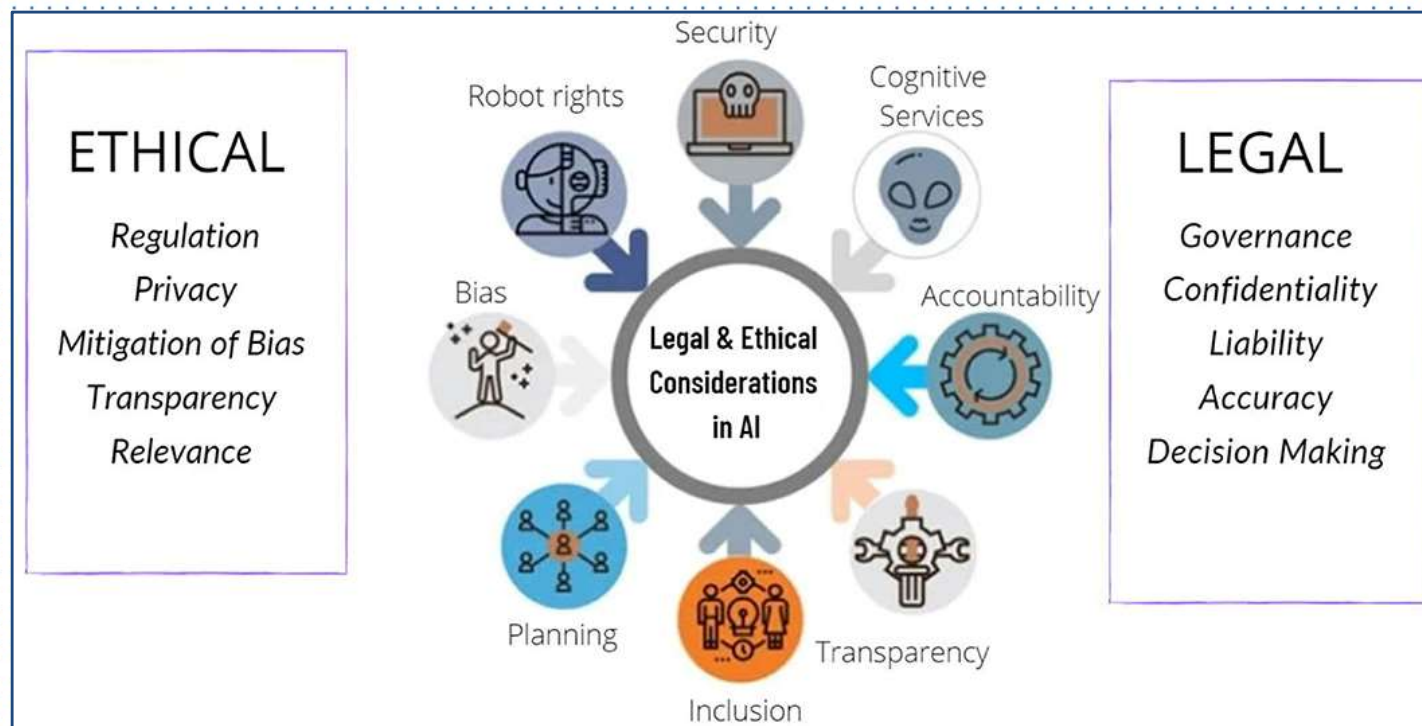 ETHICAL
Regulation
Privacy
Mitigation of Bias
Transparency
Relevance
Security
Robot rights
Cognitive
Services
Bias
Accountability
Legal & Ethical
Considerations
in AI
Planning
Transparency
Inclusion
LEGAL
Governance
Confidentiality
Liability
Accuracy
Decision Making